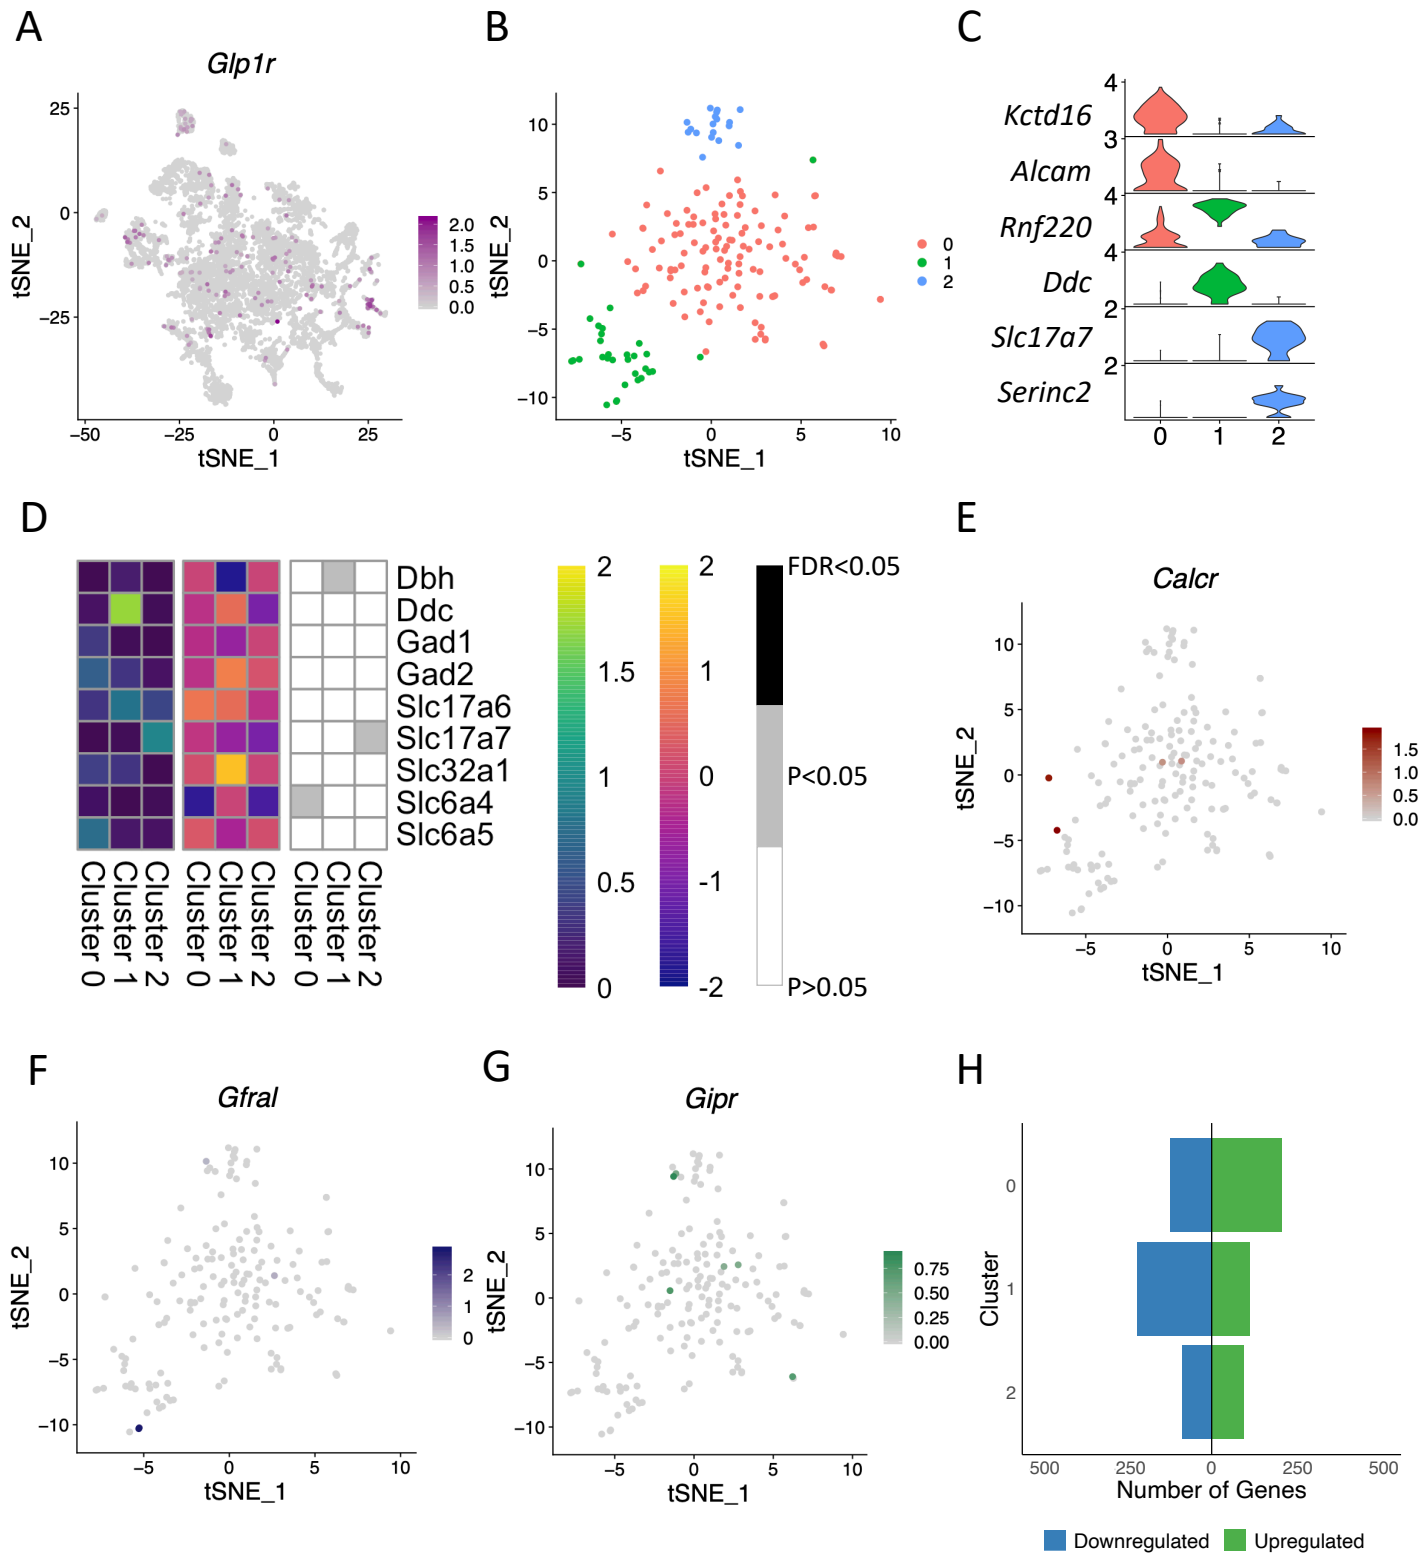 A
Glp1r
tSNE_2
25
0
−25
−50
−25
0
25
tSNE_1
2.0
1.5
1.0
0.5
0.0
B
tSNE_2
10
5
0
−5
−10
−5
0
5
10
tSNE_1
0
1
2
C
Kctd16
4
Alcam
3
Rnf220
4
Ddc
4
Slc17a7
2
Serinc2
2
0
1
2
D
Dbh
Ddc
Gad1
Gad2
Slc17a6
Slc17a7
Slc32a1
Slc6a4
Slc6a5
Cluster 0
Cluster 1
Cluster 2
Cluster 0
Cluster 1
Cluster 2
Cluster 0
Cluster 1
Cluster 2
2
1.5
1
0.5
0
2
1
0
-1
-2
FDR<0.05
P<0.05
P>0.05
E
Calcr
tSNE_2
10
5
0
−5
−10
−5
0
5
10
tSNE_1
1.5
1.0
0.5
0.0
F
Gfral
tSNE_2
10
5
0
−5
−10
−5
0
5
10
tSNE_1
2
1
0
G
Gipr
tSNE_2
10
5
0
−5
−10
−5
0
5
10
tSNE_1
0.75
0.50
0.25
0.00
H
Cluster
0
1
2
500
250
0
250
500
Number of Genes
Downregulated
Upregulated